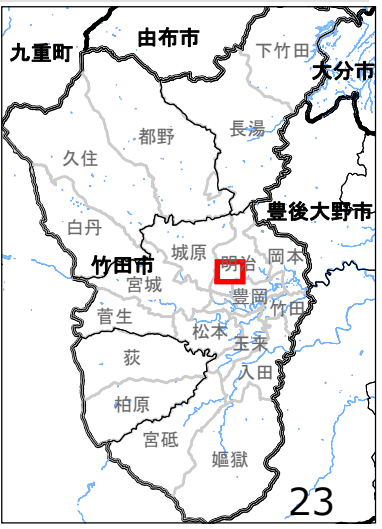 由布市
九重町
下竹田
大分市
都野
長湯
久住
豊後大野市
白丹
城原
明治
岡本
竹田市
宮城
豊岡
竹田
菅生
松本
玉来
荻
入田
柏原
宮砥
嫗獄
23